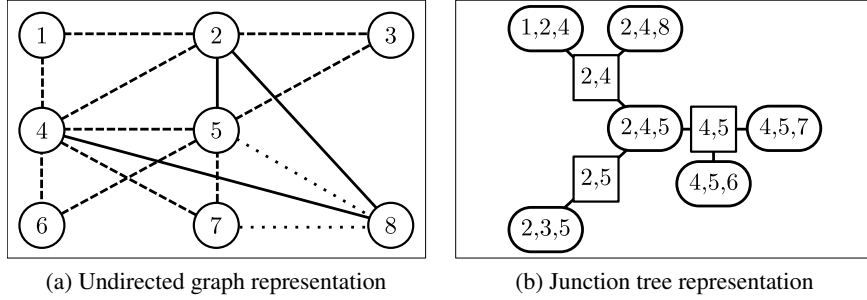 1 2 3
4 5
6 7 8
(a) Undirected graph representation
1,2,4 2,4,8
2,4
2,4,5 4,5 4,5,7
2,5 4,5,6
2,3,5
(b) Junction tree representation